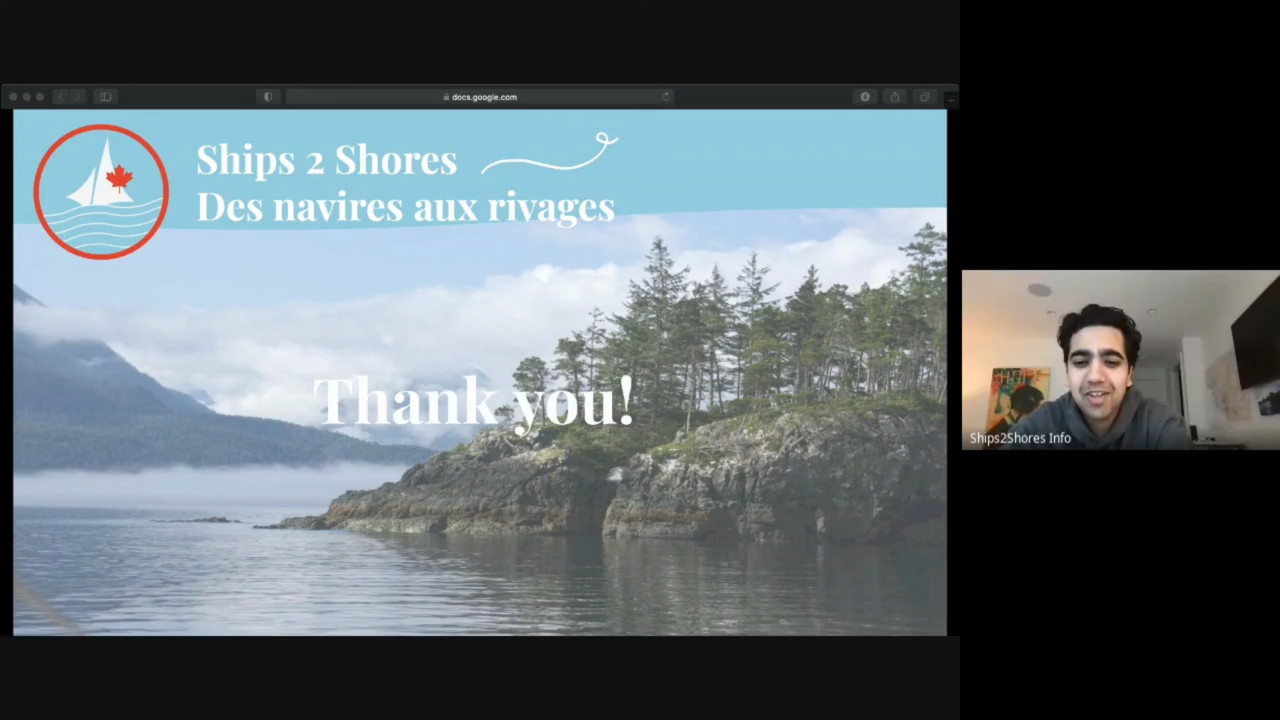 docs.google.com
Ships 2 Shores
Des navires aux rivages
Thank you!
Ships2Shores Info